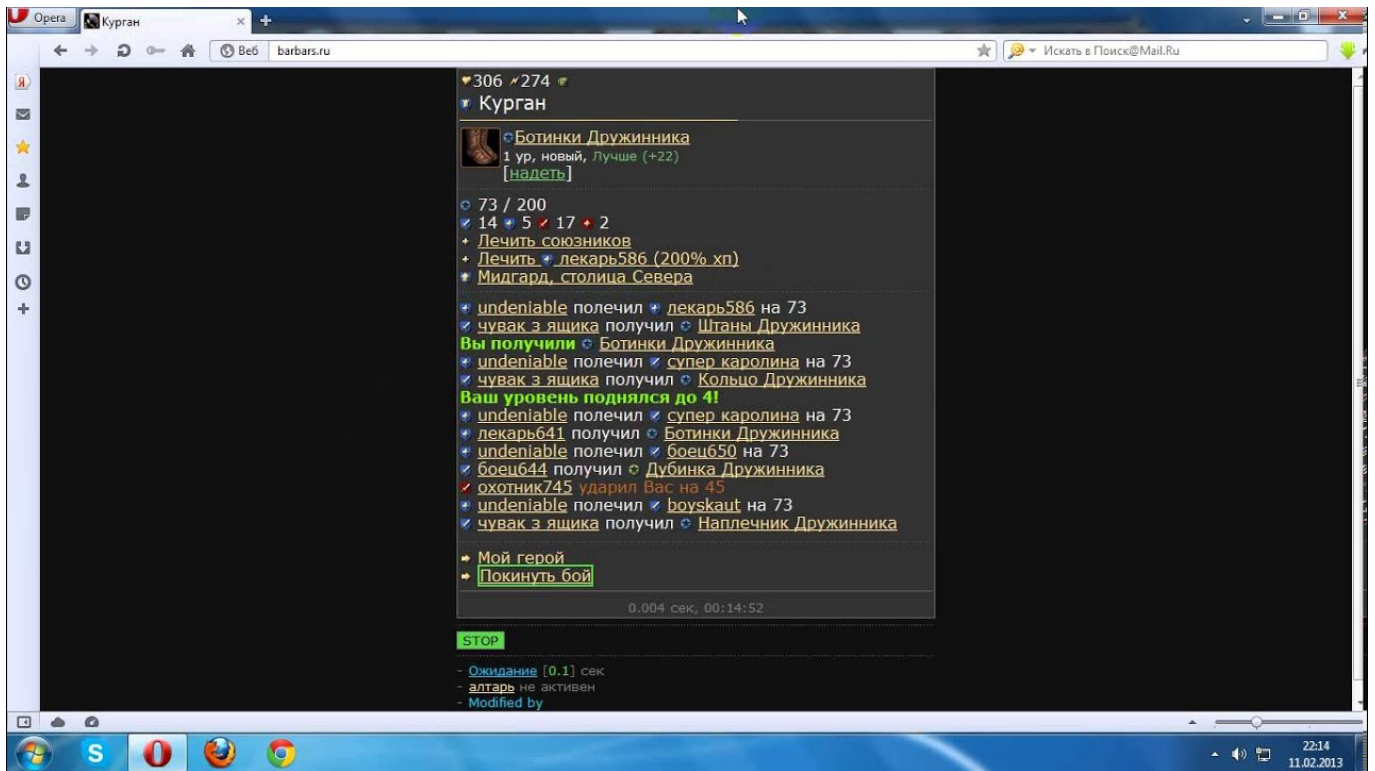 Opera
Курган
Веб barbars.ru
Искать в Поиск@Mail.Ru
306 274
Курган
Ботинки Дружинника
1 ур, новый, Лучше (+22)
[надеть]
73 / 200
14 5 17 2
Лечить союзников
Лечить лекарь586 (200% хп)
Мидгард, столица Севера
undeniable полечил лекарь586 на 73
чувак з ящика получил Штаны Дружинника
Вы получили Ботинки Дружинника
undeniable полечил супер каролина на 73
чувак з ящика получил Кольцо Дружинника
Ваш уровень поднялся до 4!
undeniable полечил супер каролина на 73
лекарь641 получил Ботинки Дружинника
undeniable полечил боец650 на 73
боец644 получил Дубинка Дружинника
охотник745 ударил Вас на 45
undeniable полечил boyskaut на 73
чувак з ящика получил Наплечник Дружинника
Мой герой
Покинуть бой
0.004 сек, 00:14:52
STOP
- Ожидание [0.1] сек
- алтарь не активен
- Modified by
22:14
11.02.2013